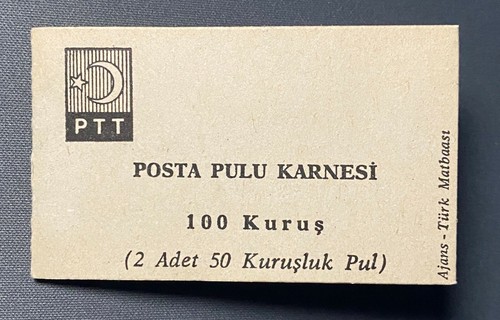 PTT
POSTA PULU KARNESİ
100 Kuruş
(2 Adet 50 Kuruşluk Pul)
Ajans - Türk Matbaası